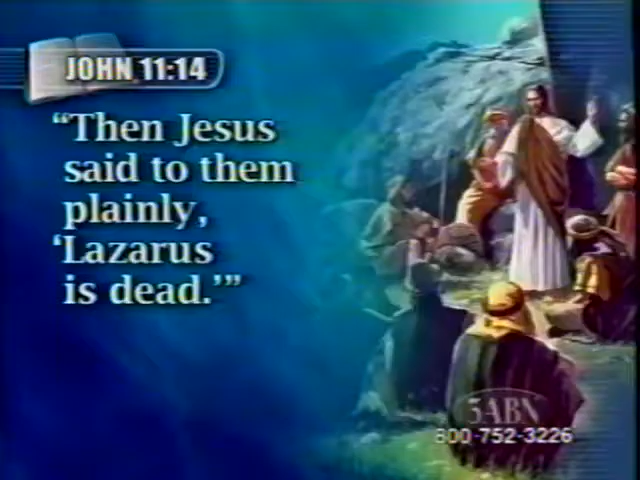 JOHN 11:14
“Then Jesus
said to them
plainly,
‘Lazarus
is dead.’”
3ABN
800-752-3226